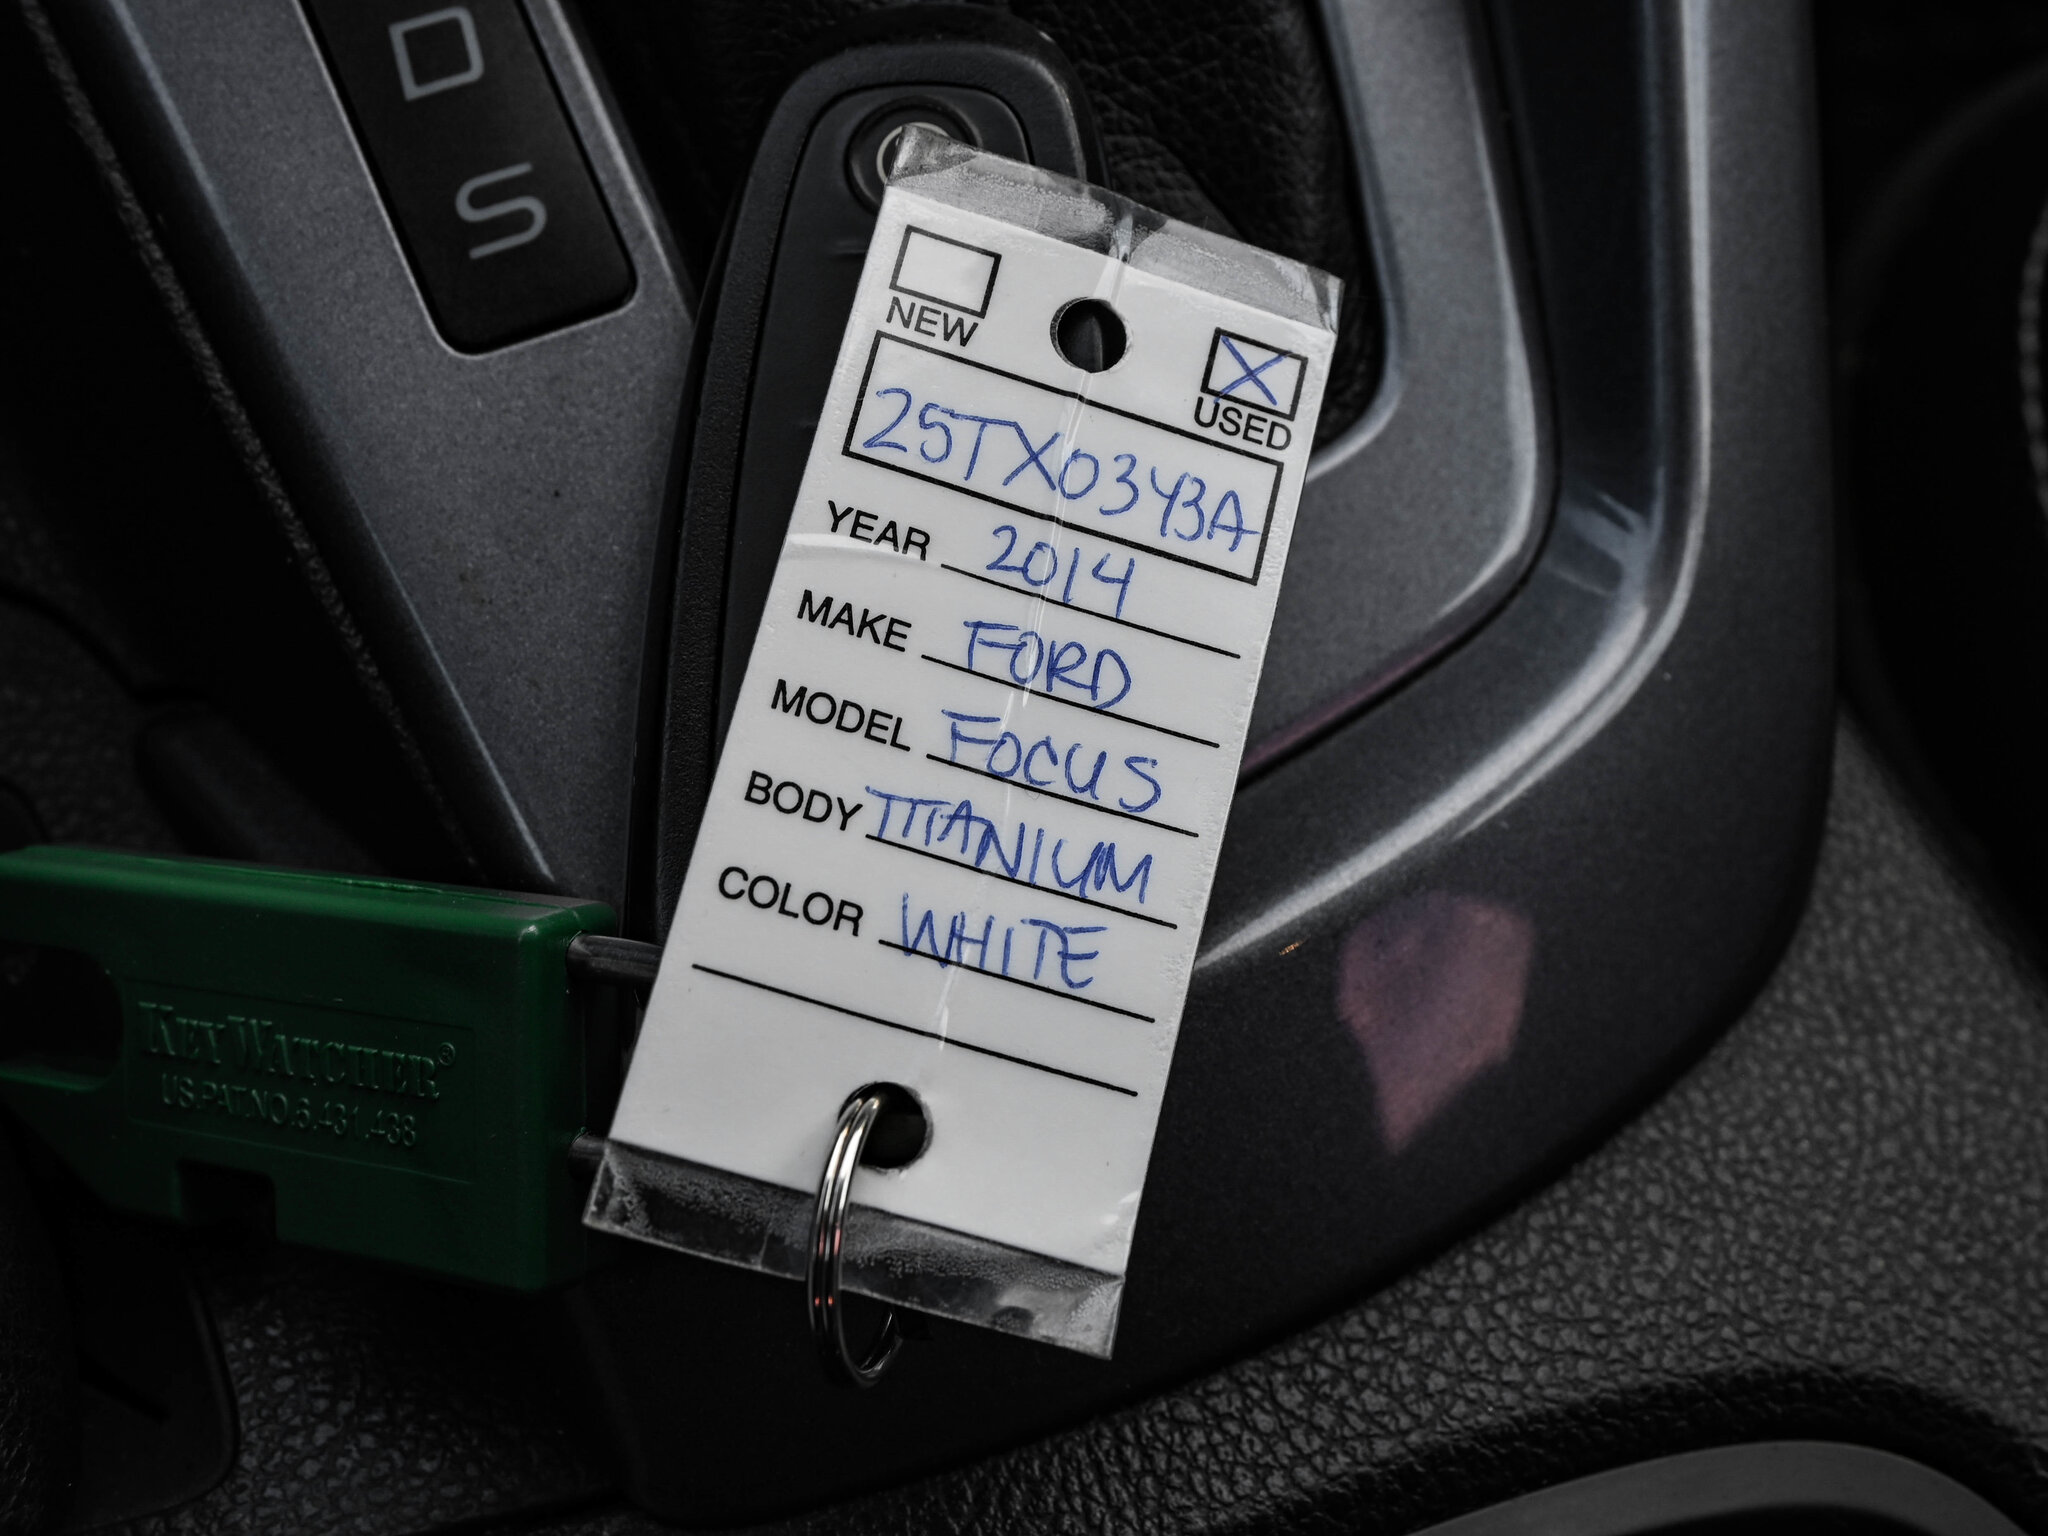 D
S
NEW
USED
25TX0343A
YEAR 2014
MAKE FORD
MODEL FOCUS
BODY TITANIUM
COLOR WHITE
KEYWATCHER®
US.PAT.NO.6,431,438